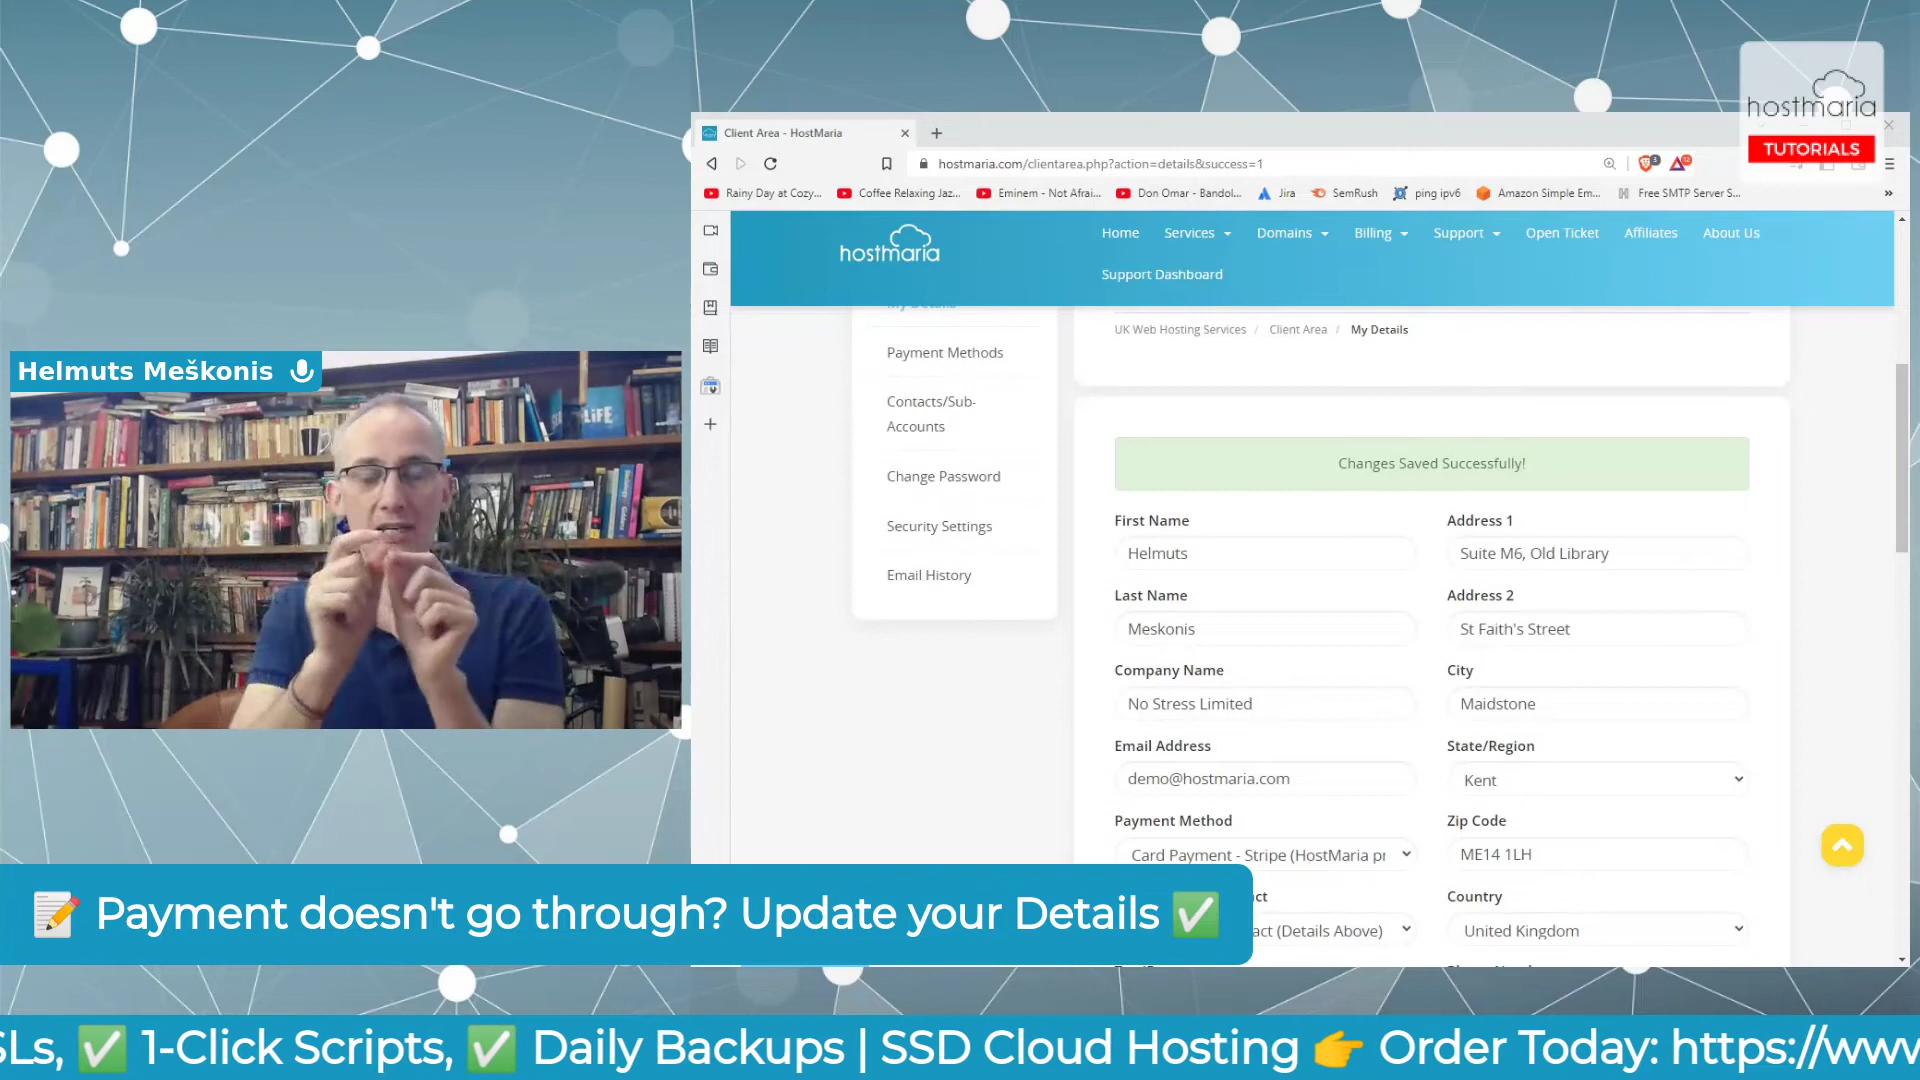 hostmaria
TUTORIALS
Client Area - HostMaria
hostmaria.com/clientarea.php?action=details&success=1
Rainy Day at Cozy... Coffee Relaxing Jaz... Eminem - Not Afrai... Don Omar - Bandol... Jira SemRush ping ipv6 Amazon Simple Em... Free SMTP Server S... »
hostmaria
Home Services Domains Billing Support Open Ticket Affiliates About Us
Support Dashboard
My Details
Payment Methods
Contacts/Sub-
Accounts
Change Password
Security Settings
Email History
UK Web Hosting Services / Client Area / My Details
Changes Saved Successfully!
First Name
Helmuts
Last Name
Meskonis
Company Name
No Stress Limited
Email Address
demo@hostmaria.com
Payment Method
Card Payment - Stripe (HostMaria pr
act (Details Above)
Address 1
Suite M6, Old Library
Address 2
St Faith's Street
City
Maidstone
State/Region
Kent
Zip Code
ME14 1LH
Country
United Kingdom
Helmuts Meškonis
LIFE
📝 Payment doesn't go through? Update your Details ✅
SLs, ✅ 1-Click Scripts, ✅ Daily Backups | SSD Cloud Hosting 👉 Order Today: https://www